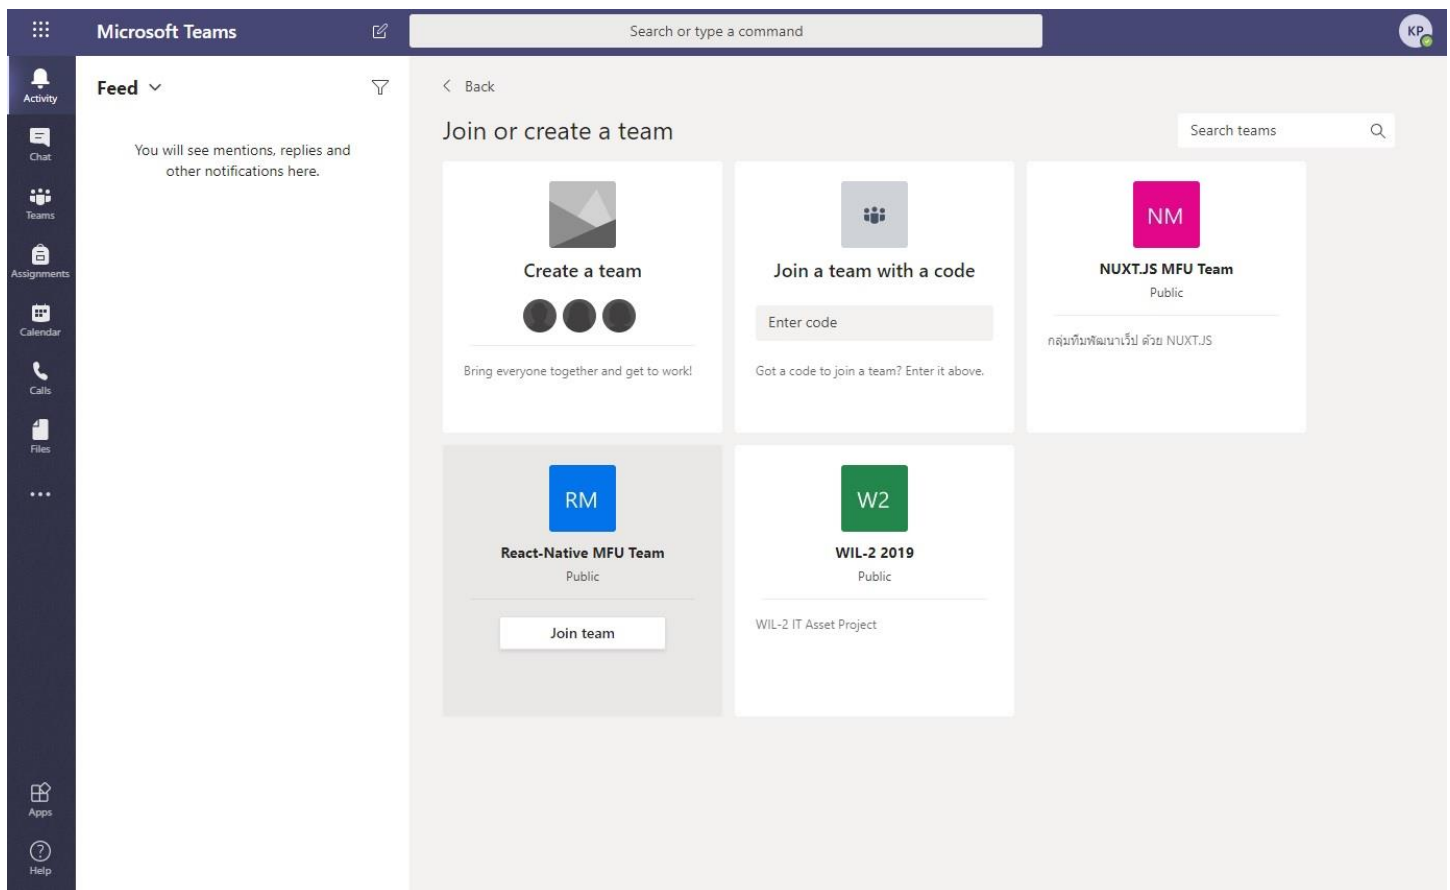 Microsoft Teams
Search or type a command
KP
Activity
Chat
Teams
Assignments
Calendar
Calls
Files
Apps
Help
Feed
You will see mentions, replies and
other notifications here.
Back
Join or create a team
Search teams
Create a team
Bring everyone together and get to work!
Join a team with a code
Enter code
Got a code to join a team? Enter it above.
NM
NUXT.JS MFU Team
Public
กลุ่มทีมพัฒนาเว็ป ด้วย NUXT.JS
RM
React-Native MFU Team
Public
Join team
W2
WIL-2 2019
Public
WIL-2 IT Asset Project